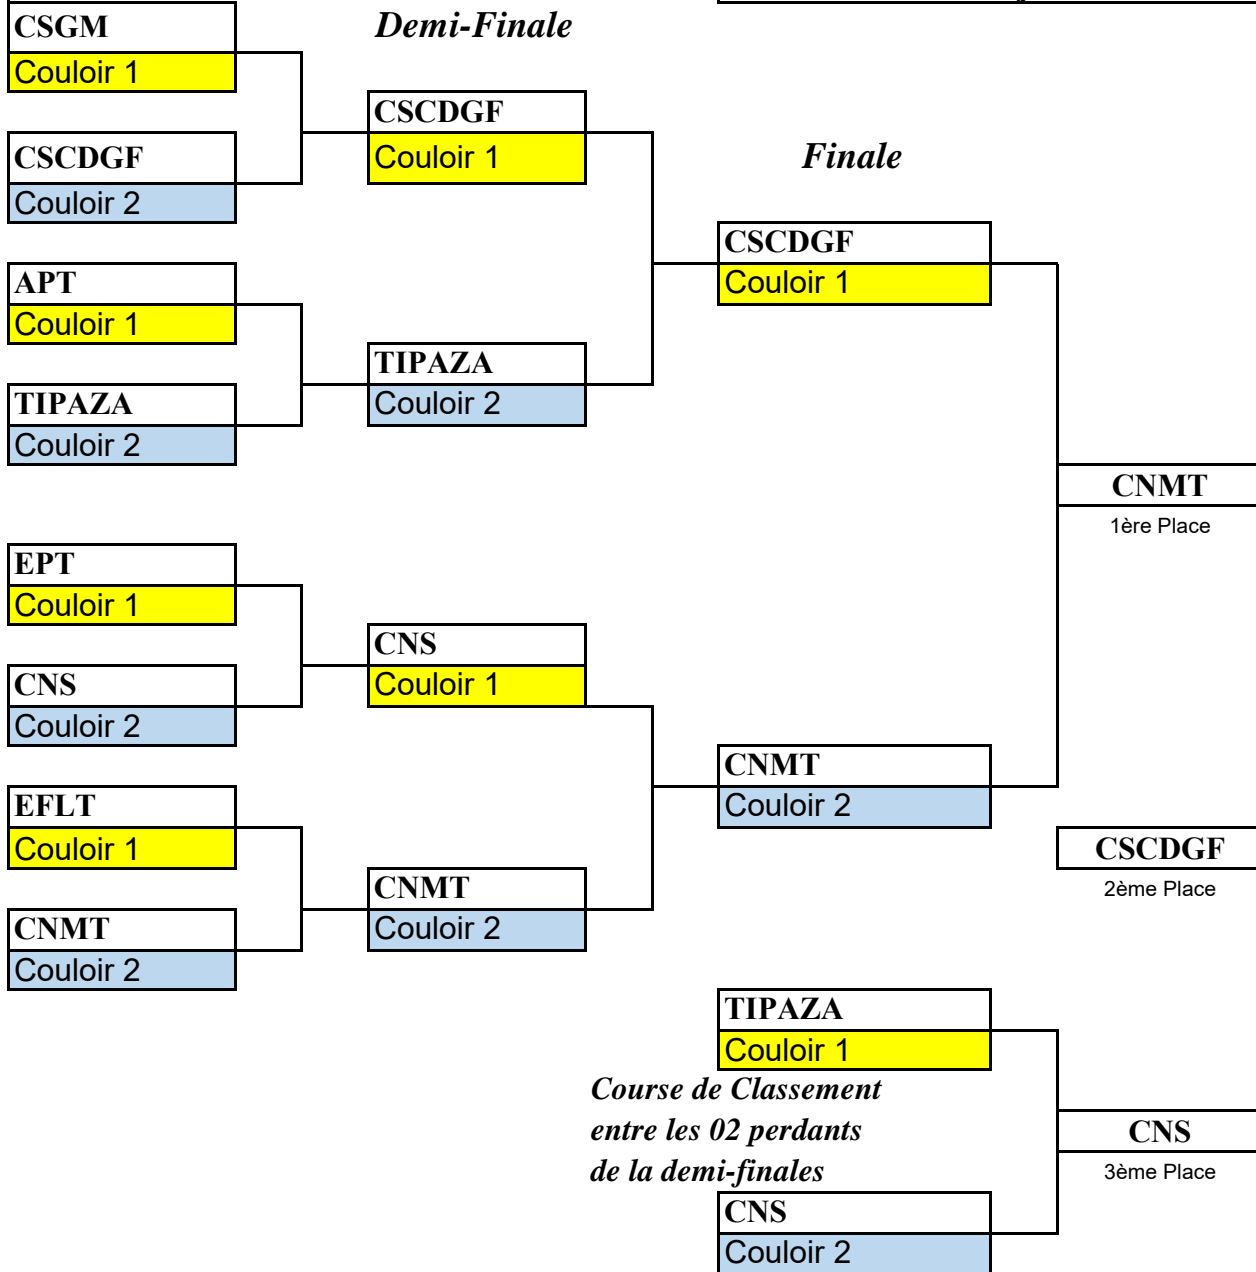 CSGM
Couloir 1
CSCDGF
Couloir 2
APT
Couloir 1
TIPAZA
Couloir 2
EPT
Couloir 1
CNS
Couloir 2
EFLT
Couloir 1
CNMT
Couloir 2
Demi-Finale
CSCDGF
Couloir 1
TIPAZA
Couloir 2
CNS
Couloir 1
CNMT
Couloir 2
Finale
CSCDGF
Couloir 1
CNMT
Couloir 2
CNMT
1ère Place
CSCDGF
2ème Place
TIPAZA
Couloir 1
Course de Classement
entre les 02 perdants
de la demi-finales
CNS
Couloir 2
CNS
3ème Place